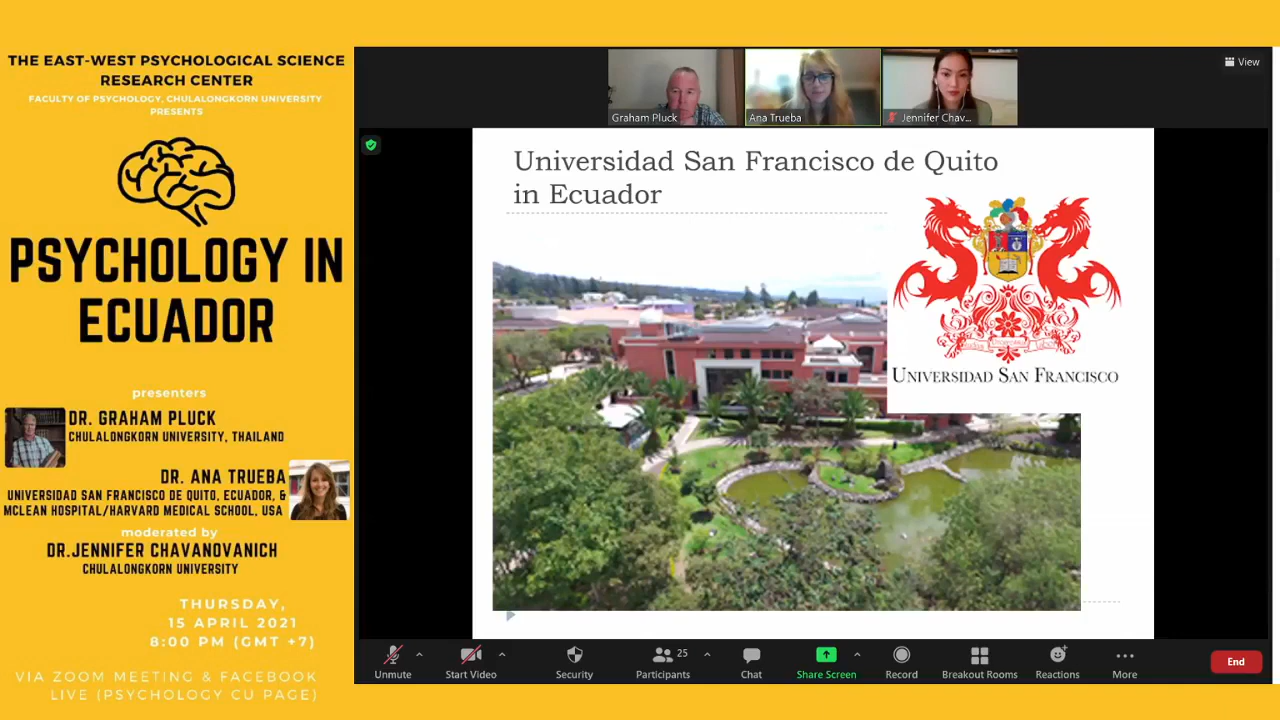 THE EAST-WEST PSYCHOLOGICAL SCIENCE
RESEARCH CENTER
FACULTY OF PSYCHOLOGY, CHULALONGKORN UNIVERSITY
PRESENTS
PSYCHOLOGY IN
ECUADOR
presenters
DR. GRAHAM PLUCK
CHULALONGKORN UNIVERSITY, THAILAND
DR. ANA TRUEBA
UNIVERSIDAD SAN FRANCISCO DE QUITO, ECUADOR, &
MCLEAN HOSPITAL/HARVARD MEDICAL SCHOOL, USA
moderated by
DR.JENNIFER CHAVANOVANICH
CHULALONGKORN UNIVERSITY
THURSDAY,
15 APRIL 2021
8:00 PM (GMT +7)
VIA ZOOM MEETING & FACEBOOK
LIVE (PSYCHOLOGY CU PAGE)
View
Graham Pluck
Ana Trueba
Jennifer Chav...
Universidad San Francisco de Quito
in Ecuador
UNIVERSIDAD SAN FRANCISCO
Unmute
Start Video
Security
25
Participants
Chat
Share Screen
Record
Breakout Rooms
Reactions
More
End